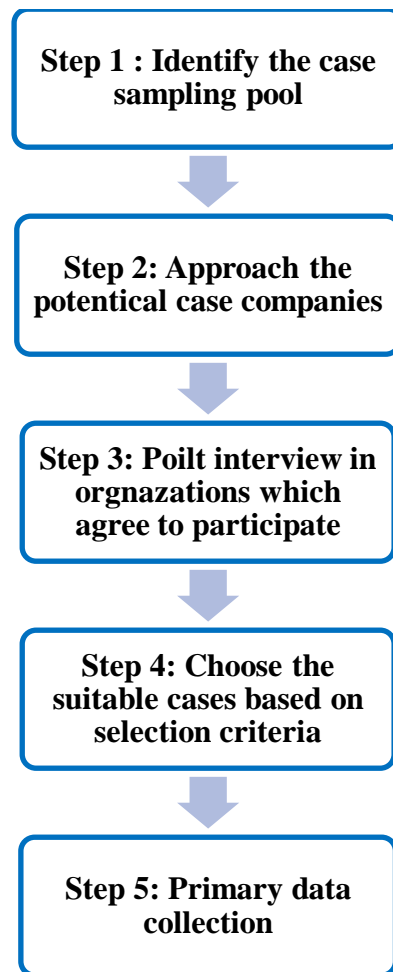 Step 1 : Identify the case
sampling pool
Step 2: Approach the
potentical case companies
Step 3: Poilt interview in
orgnazations which
agree to participate
Step 4: Choose the
suitable cases based on
selection criteria
Step 5: Primary data
collection